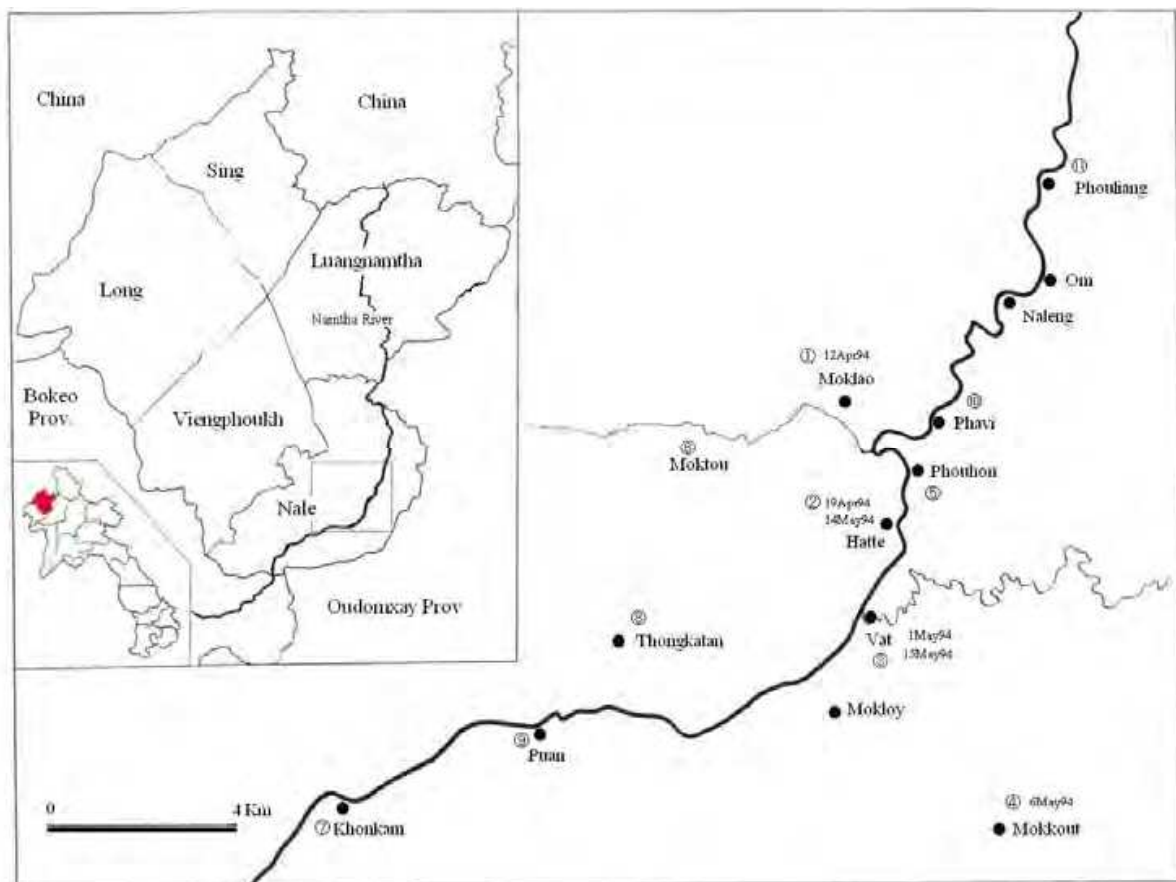 China
China
Sing
Luangnamtha
Long
Namtha River
Bokeo
Prov.
Viengphoukh
Nale
Oudomxay Prov
⑪
Phouliang
Om
Naleng
① 12Apr94
Moklao
⑩
Phavi
⑥
Moktou
Phouhon
⑤
② 19Apr94
14May94
Hatte
⑧
Thongkatan
Vat 1May94
③ 15May94
Mokloy
⑨
Puan
④ 6May94
Mokkout
0 4 Km
⑦ Khonkam